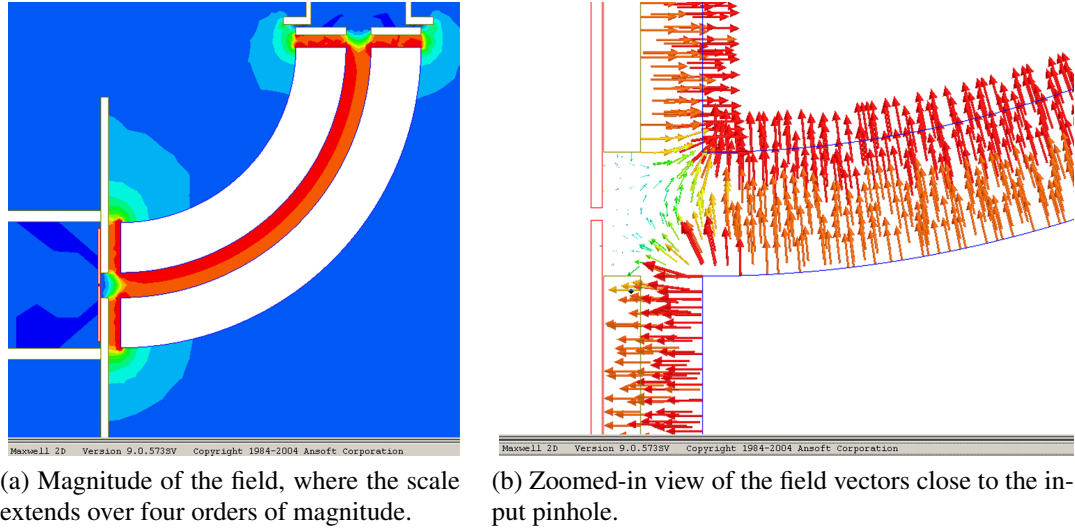 Maxwell 2D   Version 9.0.573SV   Copyright 1984-2004 Ansoft Corporation
Maxwell 2D   Version 9.0.573SV   Copyright 1984-2004 Ansoft Corporation
(a) Magnitude of the field, where the scale
extends over four orders of magnitude.
(b) Zoomed-in view of the field vectors close to the in-
put pinhole.